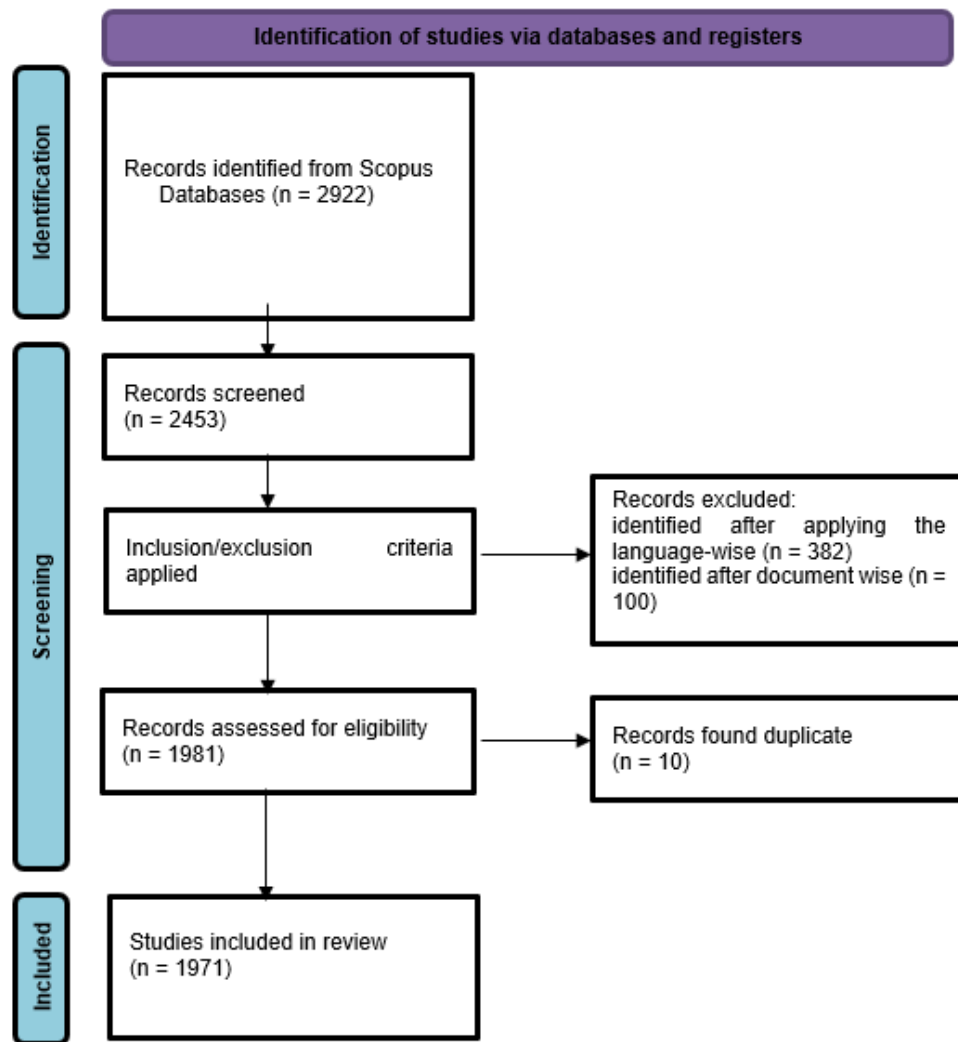 Identification of studies via databases and registers
Identification
Records identified from Scopus
Databases (n = 2922)
Screening
Records screened
(n = 2453)
Inclusion/exclusion criteria
applied
Records excluded:
identified after applying the
language-wise (n = 382)
identified after document wise (n =
100)
Records assessed for eligibility
(n = 1981)
Records found duplicate
(n = 10)
Included
Studies included in review
(n = 1971)